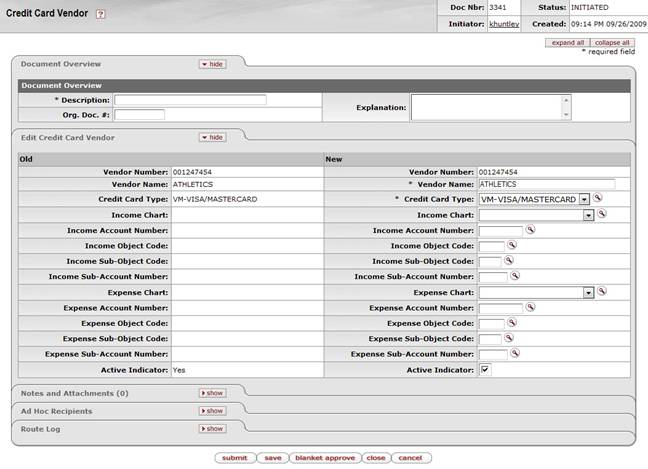 Credit Card Vendor ?
Doc Nbr: 3341 Status: INITIATED
Initiator: khuntley Created: 09:14 PM 09/26/2009
expand all collapse all
* required field
Document Overview hide
Document Overview
* Description: Explanation:
Org. Doc. #:
Edit Credit Card Vendor hide
Old New
Vendor Number: 001247454 Vendor Number: 001247454
Vendor Name: ATHLETICS * Vendor Name: ATHLETICS
Credit Card Type: VM-VISA/MASTERCARD * Credit Card Type: VM-VISA/MASTERCARD
Income Chart: Income Chart:
Income Account Number: Income Account Number:
Income Object Code: Income Object Code:
Income Sub-Object Code: Income Sub-Object Code:
Income Sub-Account Number: Income Sub-Account Number:
Expense Chart: Expense Chart:
Expense Account Number: Expense Account Number:
Expense Object Code: Expense Object Code:
Expense Sub-Object Code: Expense Sub-Object Code:
Expense Sub-Account Number: Expense Sub-Account Number:
Active Indicator: Yes Active Indicator:
Notes and Attachments (0) show
Ad Hoc Recipients show
Route Log show
submit save blanket approve close cancel